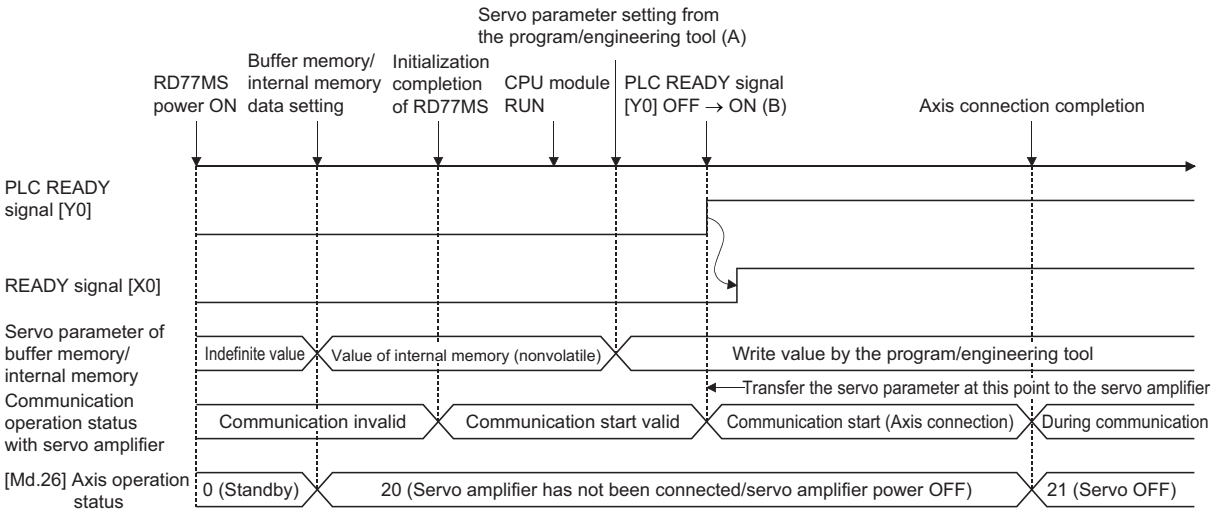 Servo parameter setting from
the program/engineering tool (A)
RD77MS
power ON
Buffer memory/
internal memory
data setting
Initialization
completion
of RD77MS
CPU module
RUN
PLC READY signal
[Y0] OFF → ON (B)
Axis connection completion
PLC READY
signal [Y0]
READY signal [X0]
Servo parameter of
buffer memory/
internal memory
Indefinite value
Value of internal memory (nonvolatile)
Write value by the program/engineering tool
Transfer the servo parameter at this point to the servo amplifier
Communication
operation status
with servo amplifier
Communication invalid
Communication start valid
Communication start (Axis connection)
During communication
[Md.26] Axis operation
status
0 (Standby)
20 (Servo amplifier has not been connected/servo amplifier power OFF)
21 (Servo OFF)